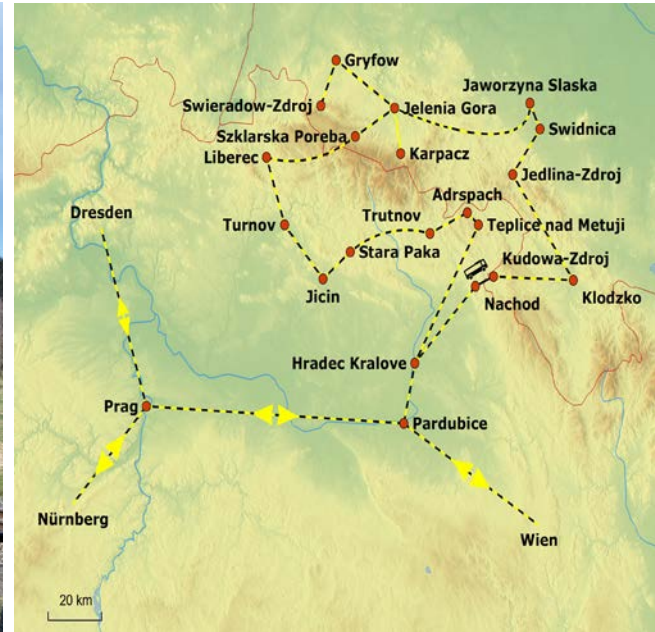 Gryfow
Jaworzyna Slaska
Swieradow-Zdroj
Jelenia Gora
Swidnica
Szklarska Poreba
Liberec
Karpacz
Jedlina-Zdroj
Adrspach
Dresden
Trutnov
Turnov
Teplice nad Metuji
Stara Paka
Kudowa-Zdroj
Jicin
Nachod
Klodzko
Hradec Kralove
Prag
Pardubice
Nürnberg
Wien
20 km